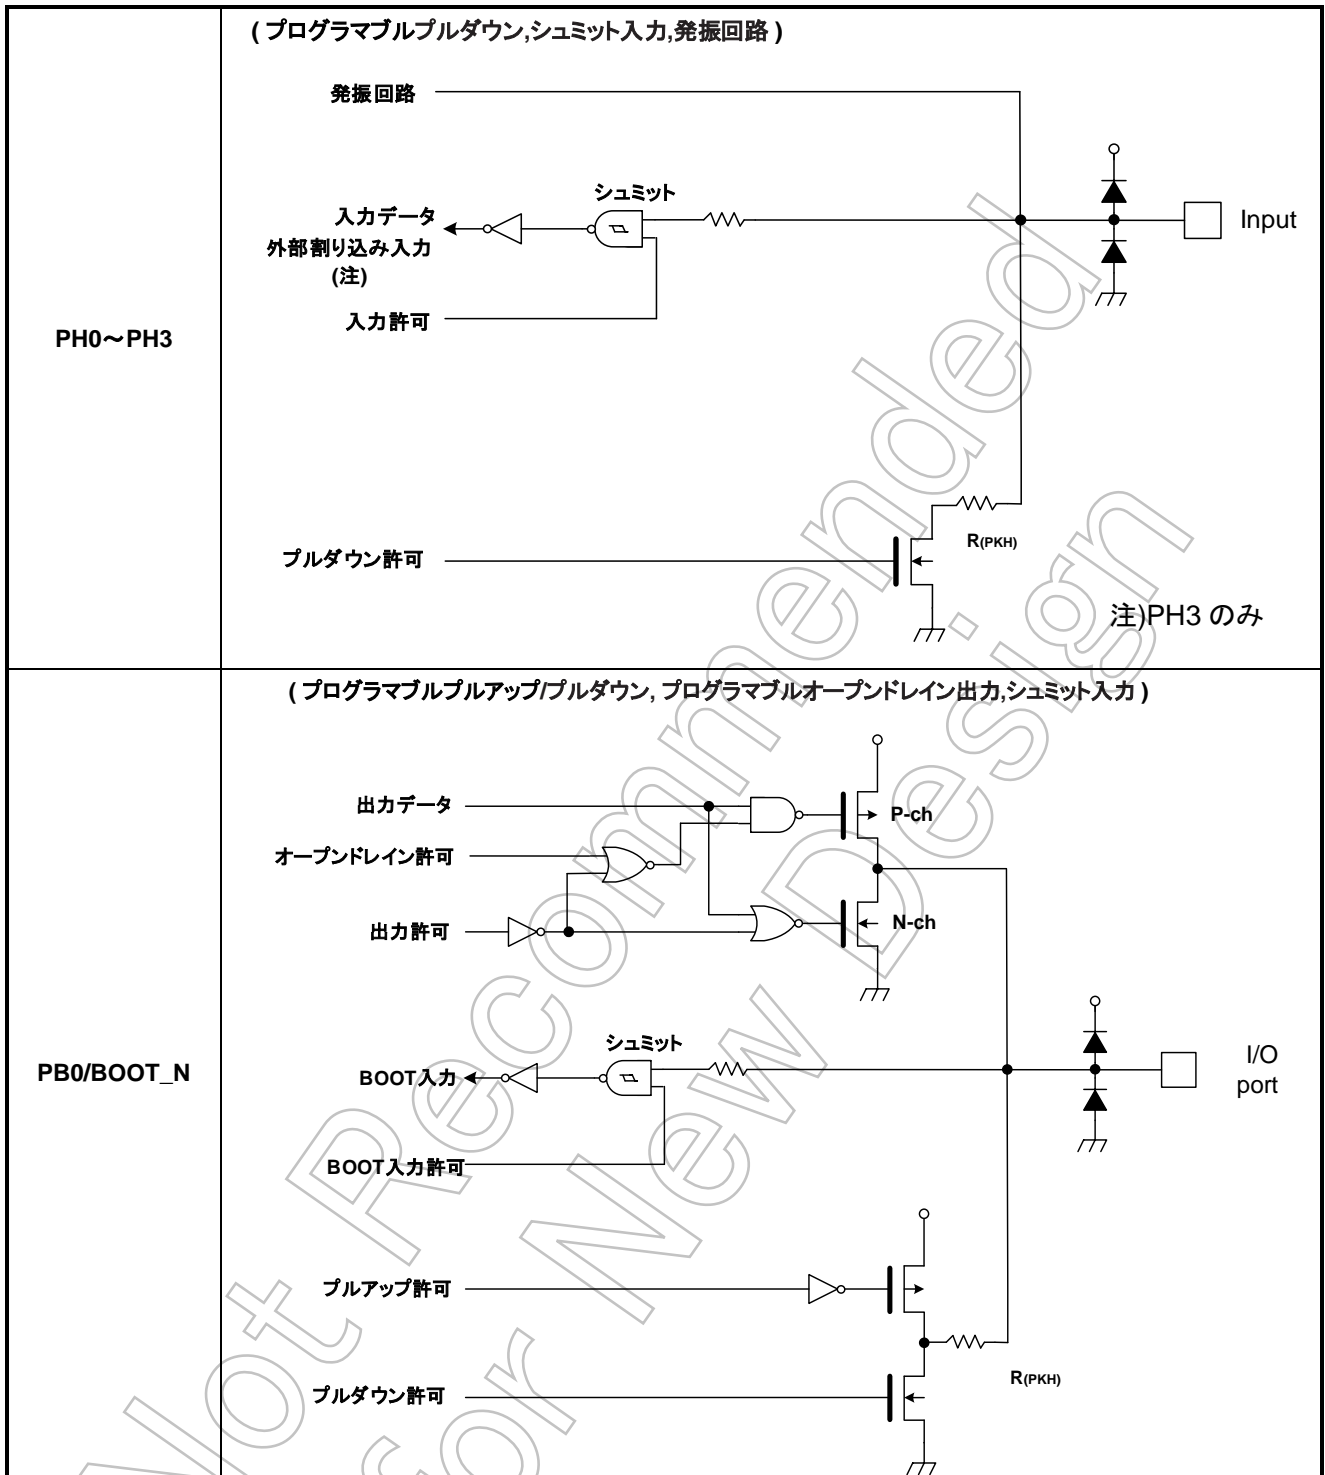 ( プログラマブルプルダウン,シュミット入力,発振回路 )
発振回路
シュミット
入力データ
外部割り込み入力
(注)
Input
入力許可
PH0～PH3
R(PKH)
プルダウン許可
注)PH3 のみ
( プログラマブルプルアップ/プルダウン, プログラマブルオープンドレイン出力,シュミット入力 )
出力データ
P-ch
オープンドレイン許可
出力許可
N-ch
シュミット
PB0/BOOT_N
BOOT入力
I/O
port
BOOT入力許可
プルアップ許可
R(PKH)
プルダウン許可
Not Recommended
for New Design